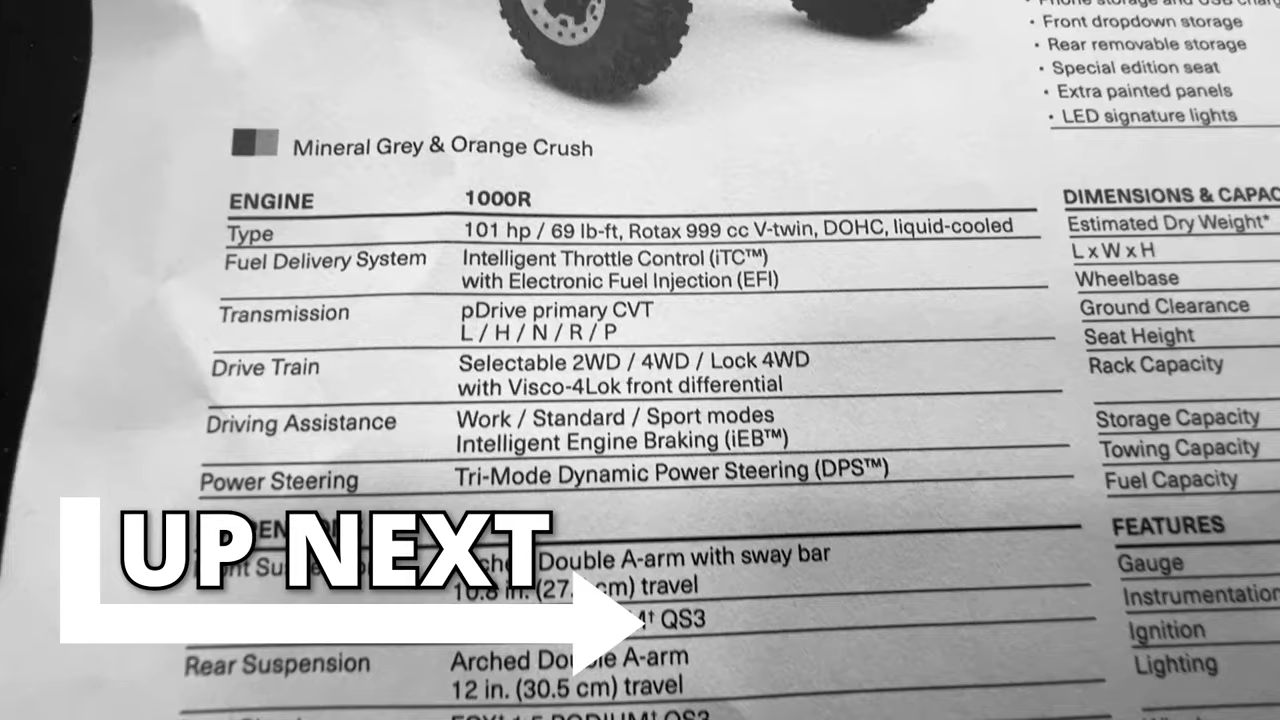 • Front dropdown storage
• Rear removable storage
• Special edition seat
• Extra painted panels
• LED signature lights
Mineral Grey & Orange Crush
ENGINE 1000R
Type 101 hp / 69 lb-ft, Rotax 999 cc V-twin, DOHC, liquid-cooled
Fuel Delivery System Intelligent Throttle Control (iTC™)
with Electronic Fuel Injection (EFI)
Transmission pDrive primary CVT
L / H / N / R / P
Drive Train Selectable 2WD / 4WD / Lock 4WD
with Visco-4Lok front differential
Driving Assistance Work / Standard / Sport modes
Intelligent Engine Braking (iEB™)
Power Steering Tri-Mode Dynamic Power Steering (DPS™)
UP NEXT
Double A-arm with sway bar
10.8 in. cm) travel
QS3
Rear Suspension Arched A-arm
12 in. (30.5 cm) travel
DIMENSIONS &
Estimated Dry Weight*
L x W x H
Wheelbase
Ground Clearance
Seat Height
Rack Capacity
Storage Capacity
Towing Capacity
Fuel Capacity
FEATURES
Gauge
Instrumentation
Ignition
Lighting